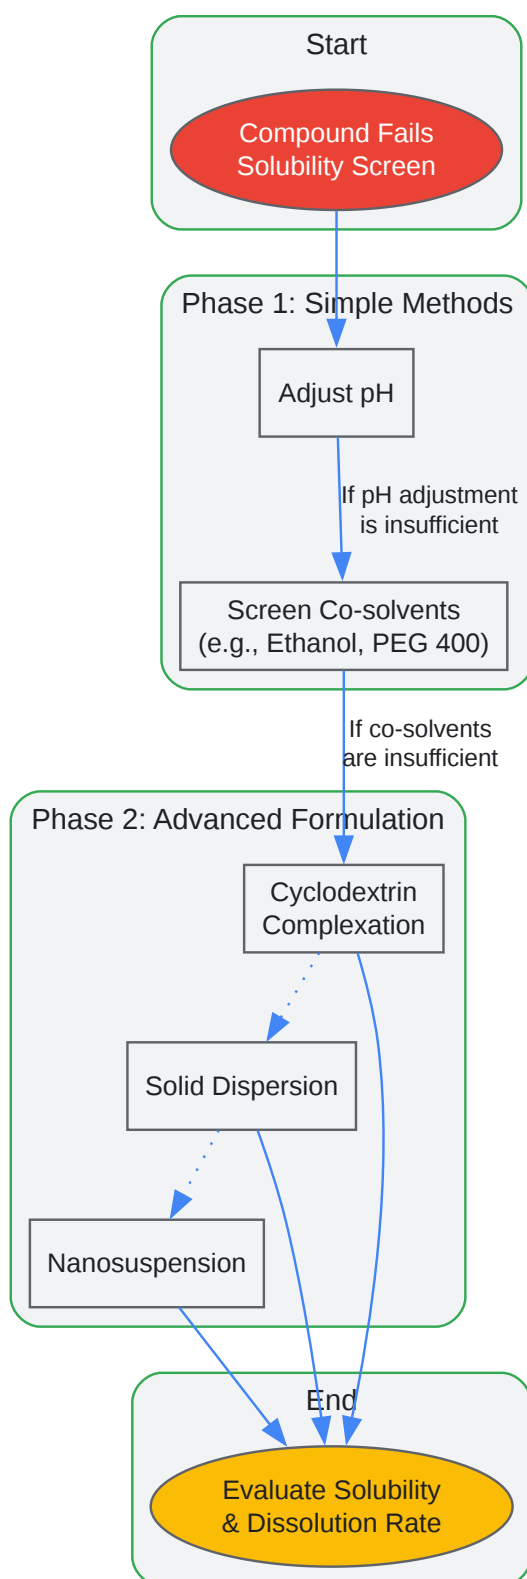 Start
Compound Fails
Solubility Screen
Phase 1: Simple Methods
Adjust pH
If pH adjustment
is insufficient
Screen Co-solvents
(e.g., Ethanol, PEG 400)
If co-solvents
are insufficient
Phase 2: Advanced Formulation
Cyclodextrin
Complexation
Solid Dispersion
Nanosuspension
End
Evaluate Solubility
& Dissolution Rate